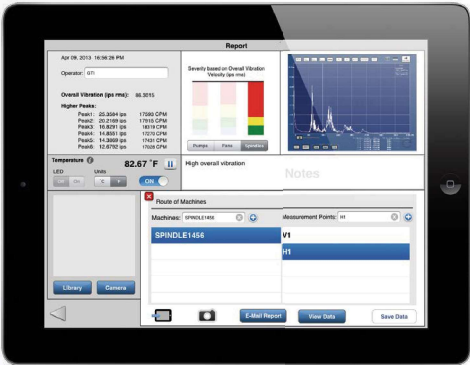 Report
Apr 09, 2013 16:56:26 PM
Operator: GTI
Overall Vibration (ips rms): 66.3015
Higher Peaks:
Peak1: 25.3584 ips 17593 CPM
Peak2: 20.2169 ips 17915 CPM
Peak3: 16.8291 ips 18319 CPM
Peak4: 14.8551 ips 17270 CPM
Peak5: 14.3869 ips 17431 CPM
Peak6: 12.6792 ips 17026 CPM
Severity based on Overall Vibration
Velocity (ips rms)
Pumps Fans Spindles
Temperature
LED Units
82.67 °F
C F
ON
High overall vibration
Notes
Route of
Machines
Machines: SPINDLE1456
Measurement Points: H1
SPINDLE1456
V1
H1
Library Camera
E-Mail Report View Data Save Data